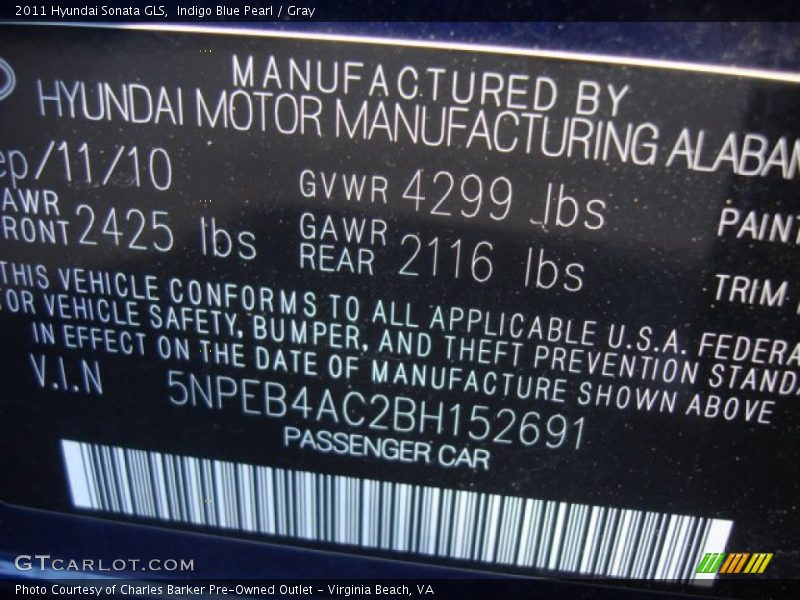 2011 Hyundai Sonata GLS, Indigo Blue Pearl / Gray
MANUFACTURED BY
HYUNDAI MOTOR MANUFACTURING ALABAM
ep/11/10
GVWR 4299 lbs
PAINT
AWR FRONT 2425 lbs
GAWR REAR 2116 lbs
TRIM
THIS VEHICLE CONFORMS TO ALL APPLICABLE U.S.A. FEDERA
OR VEHICLE SAFETY, BUMPER, AND THEFT PREVENTION STANDA
IN EFFECT ON THE DATE OF MANUFACTURE SHOWN ABOVE
V.I.N 5NPEB4AC2BH152691
PASSENGER CAR
GTCARLOT.COM
Photo Courtesy of Charles Barker Pre-Owned Outlet - Virginia Beach, VA